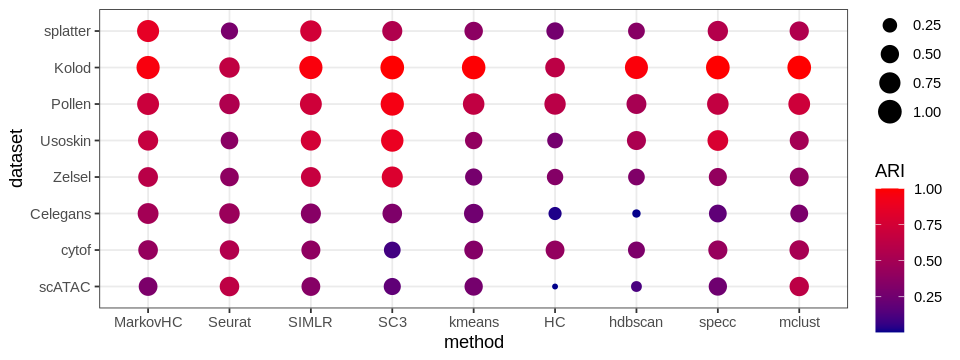 splatter
Kolod
Pollen
Usoskin
Zelsel
Celegans
cytof
scATAC
dataset
MarkovHC Seurat SIMLR SC3 kmeans HC hdbscan specc mclust
method
0.25
0.50
0.75
1.00
ARI
1.00
0.75
0.50
0.25